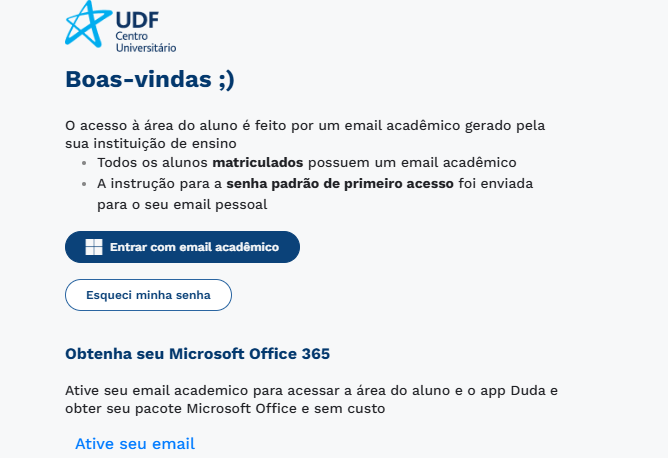 UDF
Centro
Universitário
Boas-vindas ;)
O acesso à área do aluno é feito por um email acadêmico gerado pela
sua instituição de ensino
Todos os alunos matriculados possuem um email acadêmico
A instrução para a senha padrão de primeiro acesso foi enviada
para o seu email pessoal
Entrar com email acadêmico
Esqueci minha senha
Obtenha seu Microsoft Office 365
Ative seu email academico para acessar a área do aluno e o app Duda e
obter seu pacote Microsoft Office e sem custo
Ative seu email